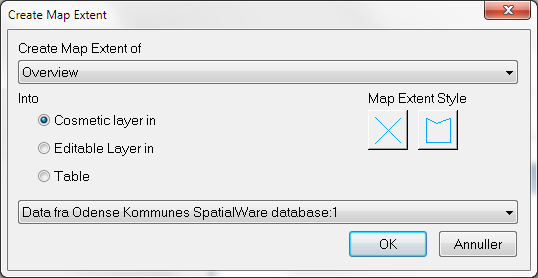 Create Map Extent
Create Map Extent of
Overview
Into
Map Extent Style
Cosmetic layer in
Editable Layer in
Table
Data fra Odense Kommunes SpatialWare database:1
OK
Annuller